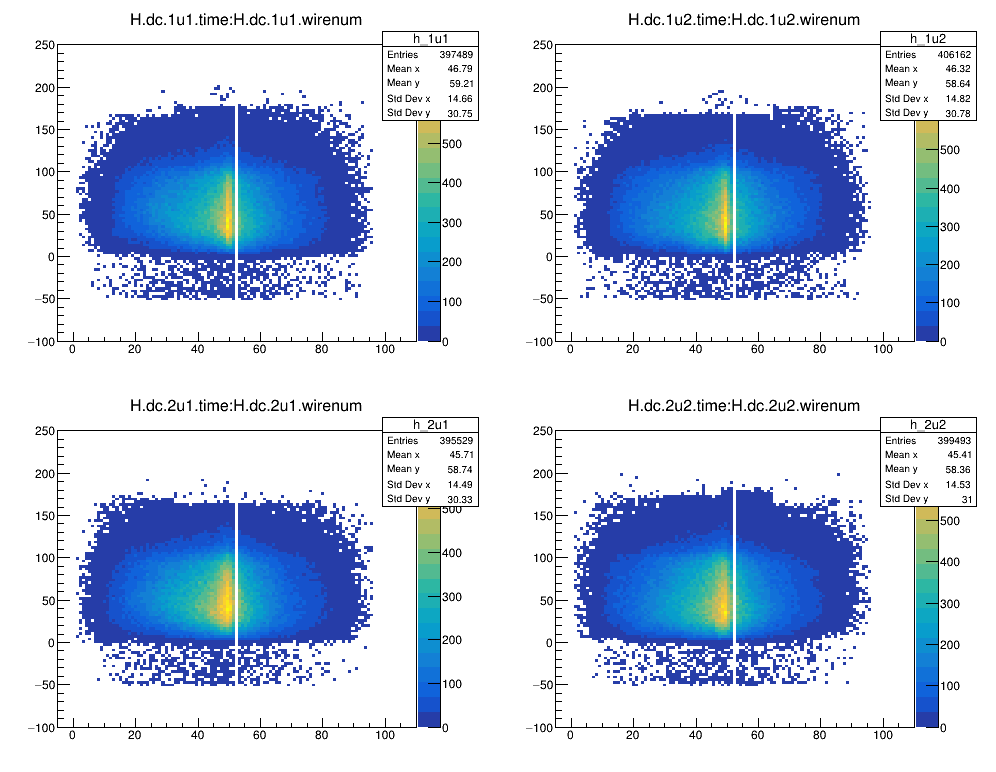 H.dc.1u1.time:H.dc.1u1.wirenum
h_1u1
Entries 397489
Mean x 46.79
Mean y 59.21
Std Dev x 14.66
Std Dev y 30.75
250
200
150
100
50
0
−50
−100
0 20 40 60 80 100
500
400
300
200
100
0
H.dc.1u2.time:H.dc.1u2.wirenum
h_1u2
Entries 406162
Mean x 46.32
Mean y 58.64
Std Dev x 14.82
Std Dev y 30.78
250
200
150
100
50
0
−50
−100
0 20 40 60 80 100
500
400
300
200
100
0
H.dc.2u1.time:H.dc.2u1.wirenum
h_2u1
Entries 395529
Mean x 45.71
Mean y 58.74
Std Dev x 14.49
Std Dev y 30.33
250
200
150
100
50
0
−50
−100
0 20 40 60 80 100
500
400
300
200
100
0
H.dc.2u2.time:H.dc.2u2.wirenum
h_2u2
Entries 399493
Mean x 45.41
Mean y 58.36
Std Dev x 14.53
Std Dev y 31
250
200
150
100
50
0
−50
−100
0 20 40 60 80 100
500
400
300
200
100
0